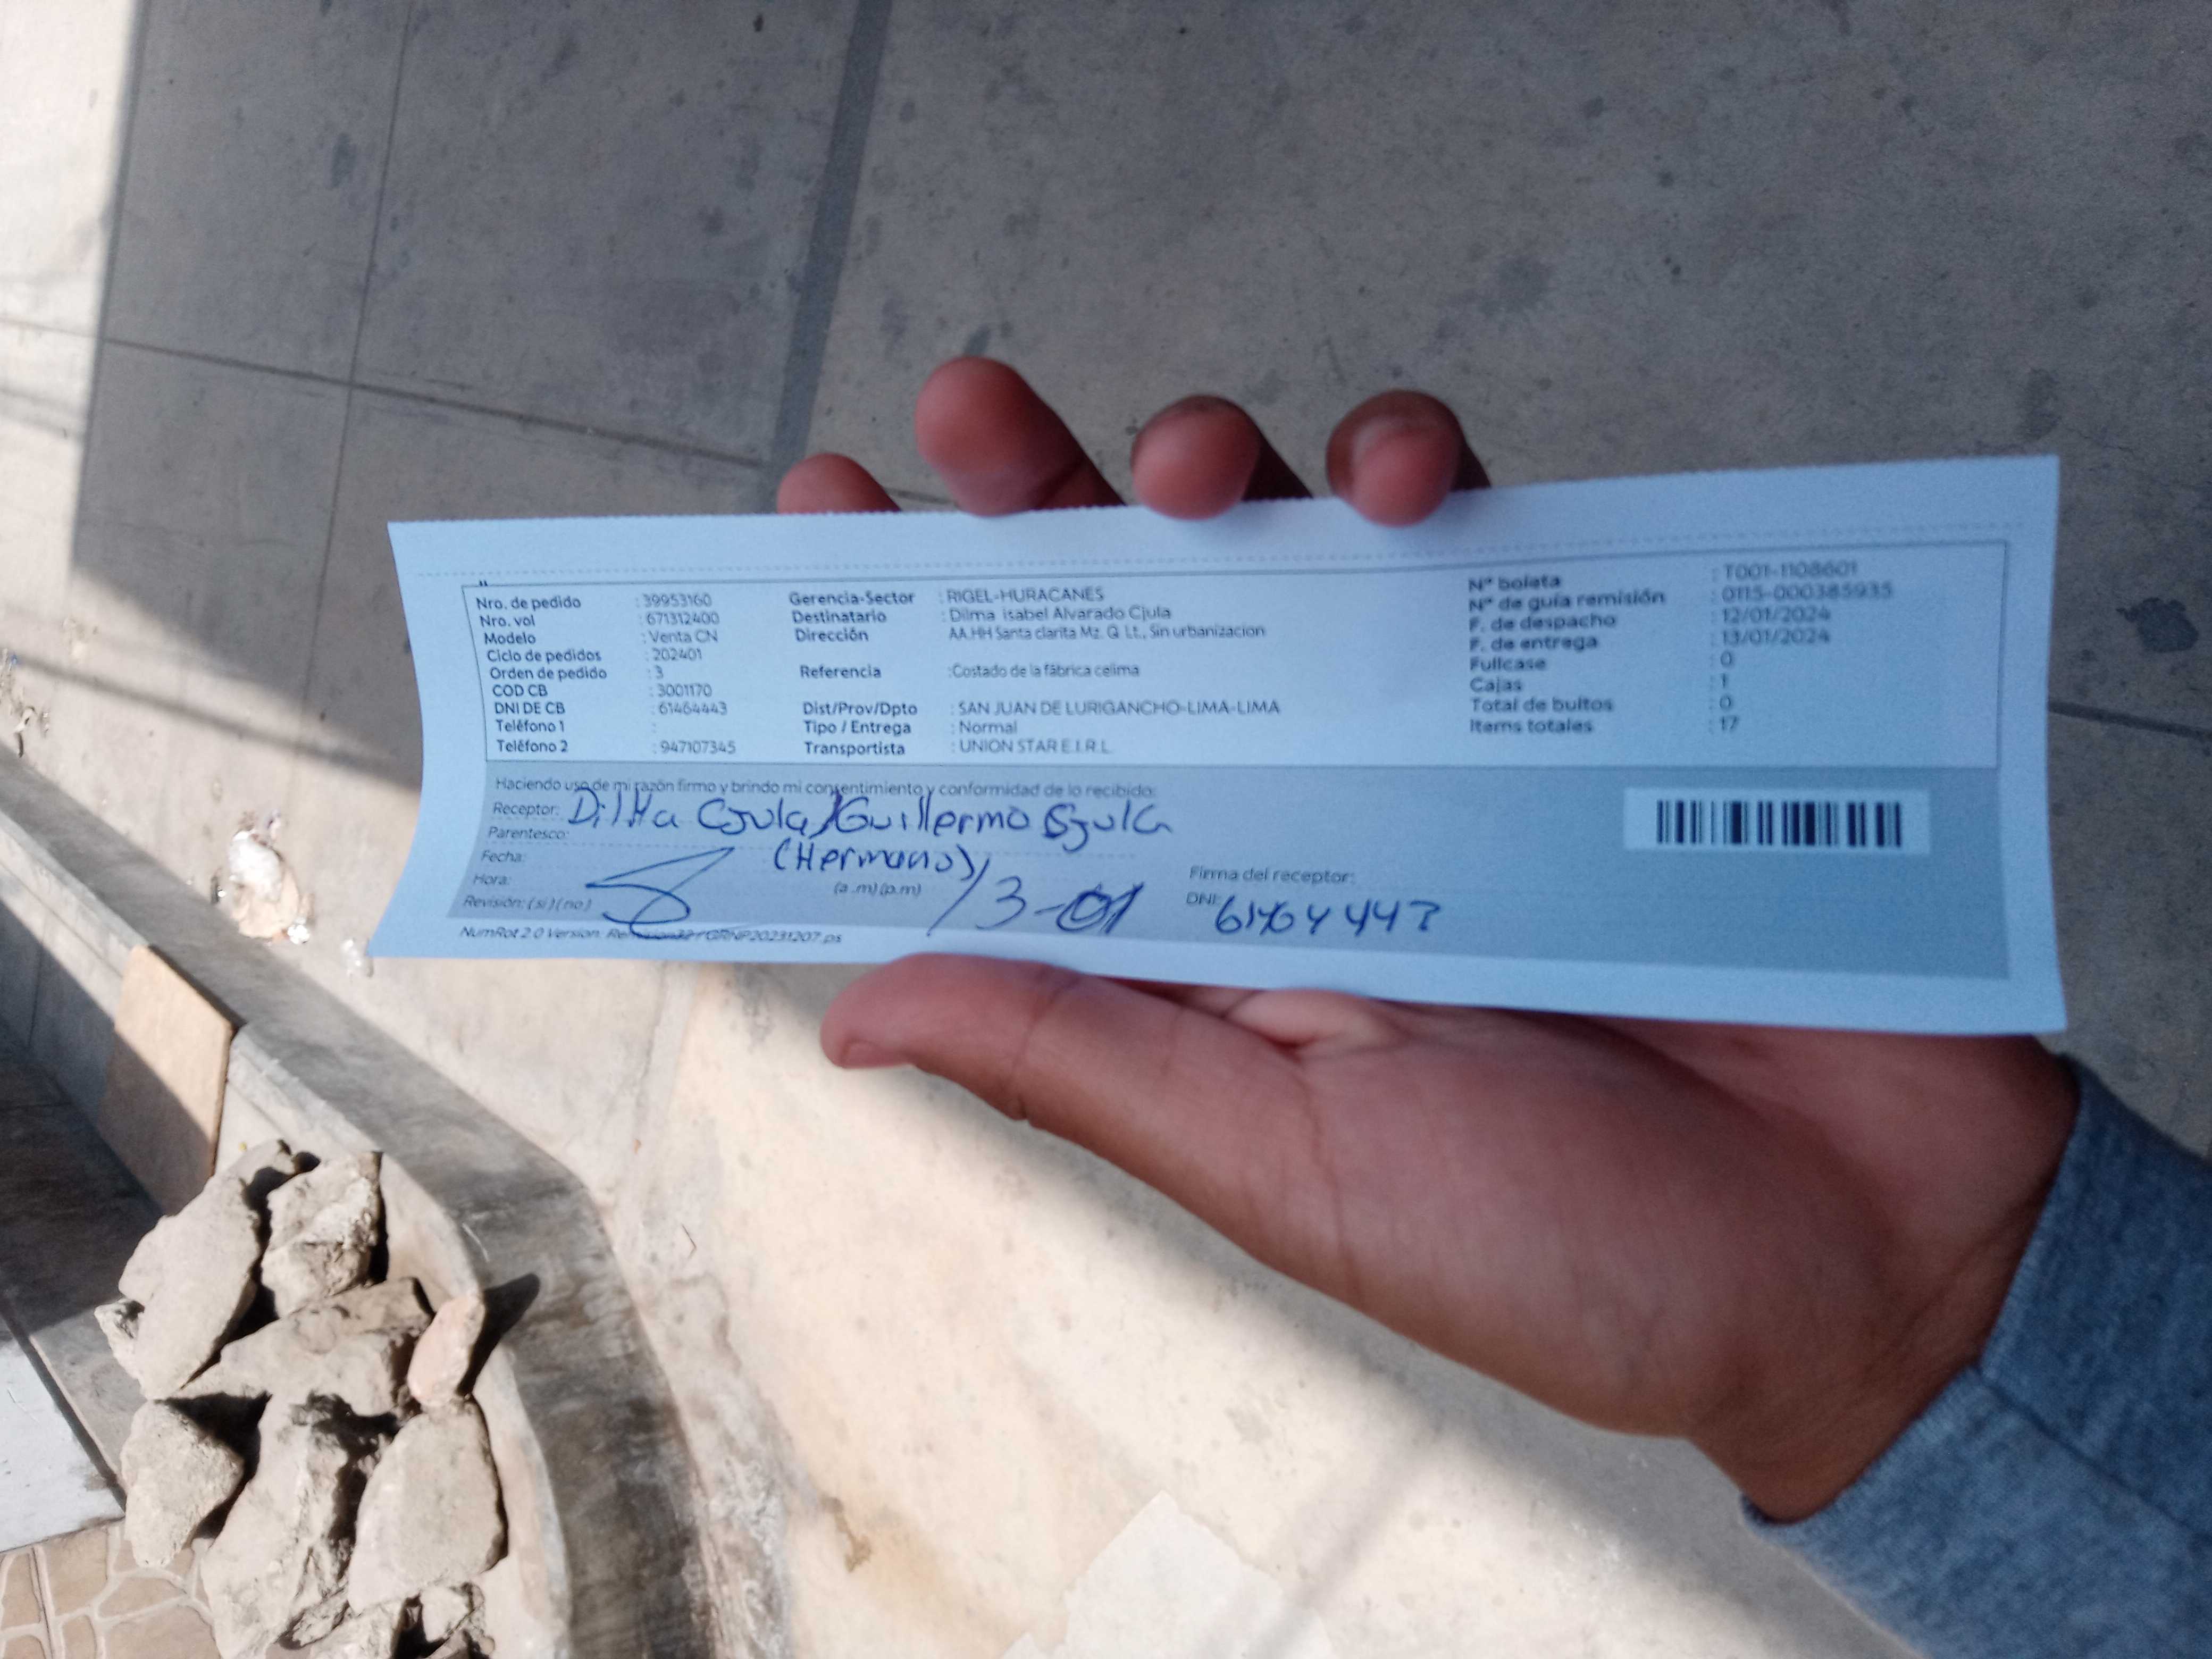 Nro. de pedido : 39953160 Gerencia-Sector : RIGEL-HURACANES N° boleta : T001-1108601
Nro. vol : 671312400 Destinatario : Dilma isabel Alvarado Cjula N° de guía remisión : 0115-000385935
Modelo : Venta CN Dirección AA.HH Santa clarita Mz. Q Lt., Sin urbanizacion F. de despacho : 12/01/2024
Ciclo de pedidos : 202401 F. de entrega : 13/01/2024
Orden de pedido : 3 Referencia : Costado de la fábrica celima Fullcase : 0
COD CB : 3001170 Cajas : 1
DNI DE CB : 61464443 Dist/Prov/Dpto : SAN JUAN DE LURIGANCHO-LIMA-LIMA Total de bultos : 0
Teléfono 1 : Tipo / Entrega : Normal Items totales : 17
Teléfono 2 : 947107345 Transportista : UNION STAR E.I.R.L.
Haciendo uso de mi razón firmo y brindo mi consentimiento y conformidad de lo recibido:
Receptor: Dilma Cjula/Guillermo Cjula
Parentesco: (Hermano)
Fecha: 13-01
Hora: (a .m) (p.m) Firma del receptor:
Revisión: ( si ) ( no ) DNI:
NumRot 2.0 Version. 20231207.ps